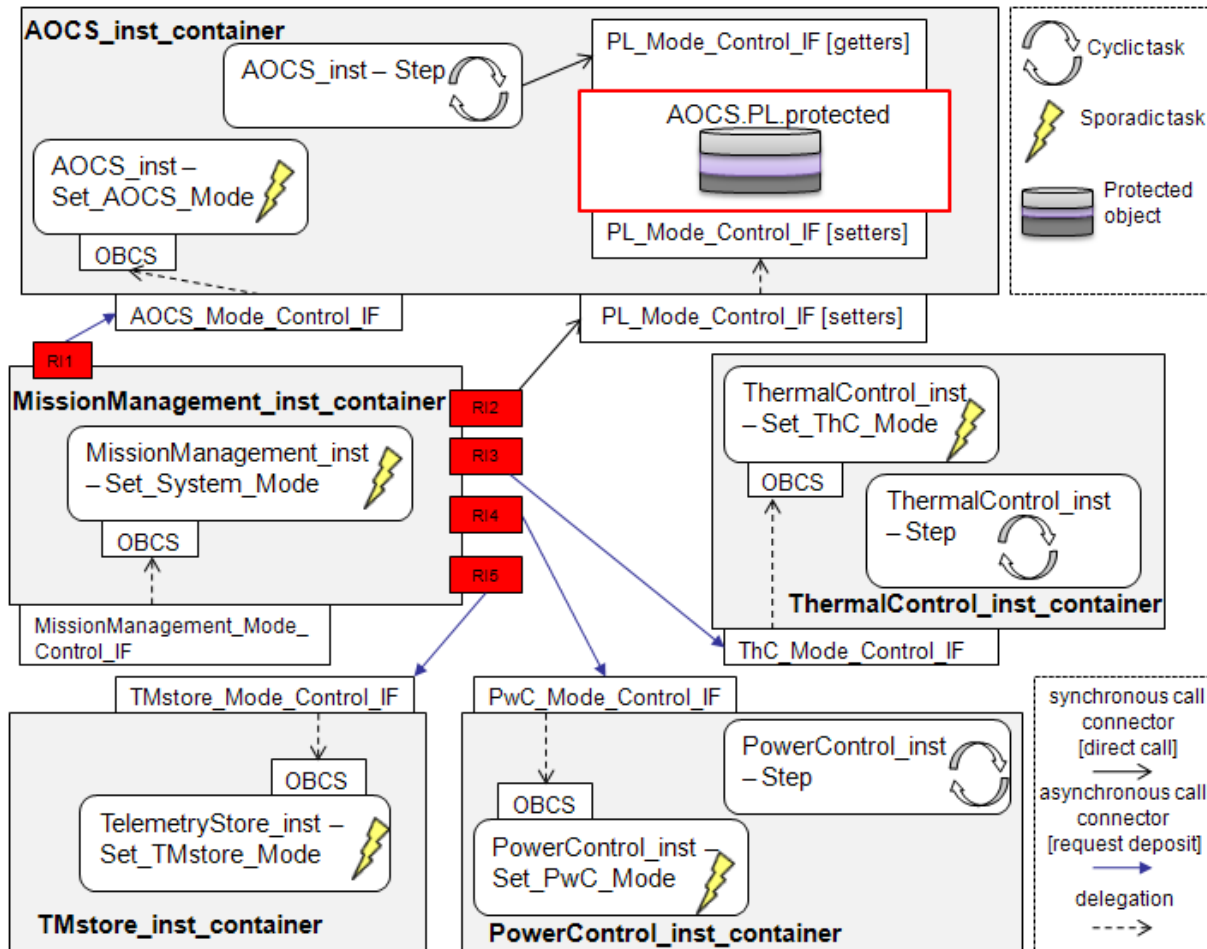 AOCS_inst_container
AOCS_inst – Step
PL_Mode_Control_IF [getters]
AOCS.PL.protected
AOCS_inst –
Set_AOCS_Mode
OBCS
PL_Mode_Control_IF [setters]
AOCS_Mode_Control_IF
PL_Mode_Control_IF [setters]
Cyclic task
Sporadic task
Protected
object
RI1
MissionManagement_inst_container
RI2
RI3
RI4
RI5
MissionManagement_inst
– Set_System_Mode
OBCS
MissionManagement_Mode_
Control_IF
ThermalControl_inst
– Set_ThC_Mode
OBCS
ThermalControl_inst
– Step
ThermalControl_inst_container
ThC_Mode_Control_IF
TMstore_Mode_Control_IF
OBCS
TelemetryStore_inst –
Set_TMstore_Mode
TMstore_inst_container
PwC_Mode_Control_IF
OBCS
PowerControl_inst –
Set_PwC_Mode
PowerControl_inst
– Step
PowerControl_inst_container
synchronous call
connector
[direct call]
asynchronous call
connector
[request deposit]
delegation